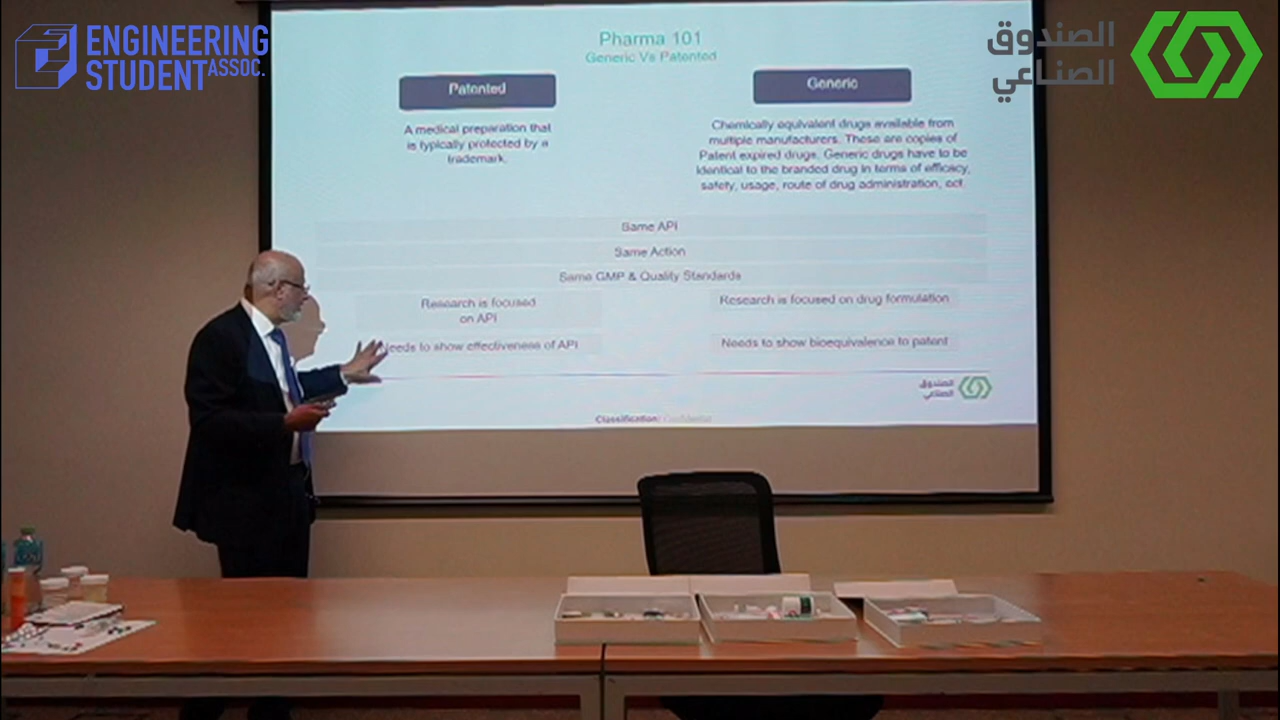 ENGINEERING
STUDENT ASSOC.
الصندوق
الصناعي
Pharma 101
Generic Vs Patented
Patented
A medical preparation that
is typically protected by a
trademark.
Generic
Chemically equivalent drugs available from
multiple manufacturers. These are copies of
Patent expired drugs. Generic drugs have to be
identical to the branded drug in terms of efficacy,
safety, usage, route of drug administration, ect
Same API
Same Action
Same GMP & Quality Standards
Research is focused
on API
Research is focused on drug formulation
Needs to show effectiveness of API
Needs to show bioequivalence to patent
الصندوق
الصناعي
Classification: Confidential